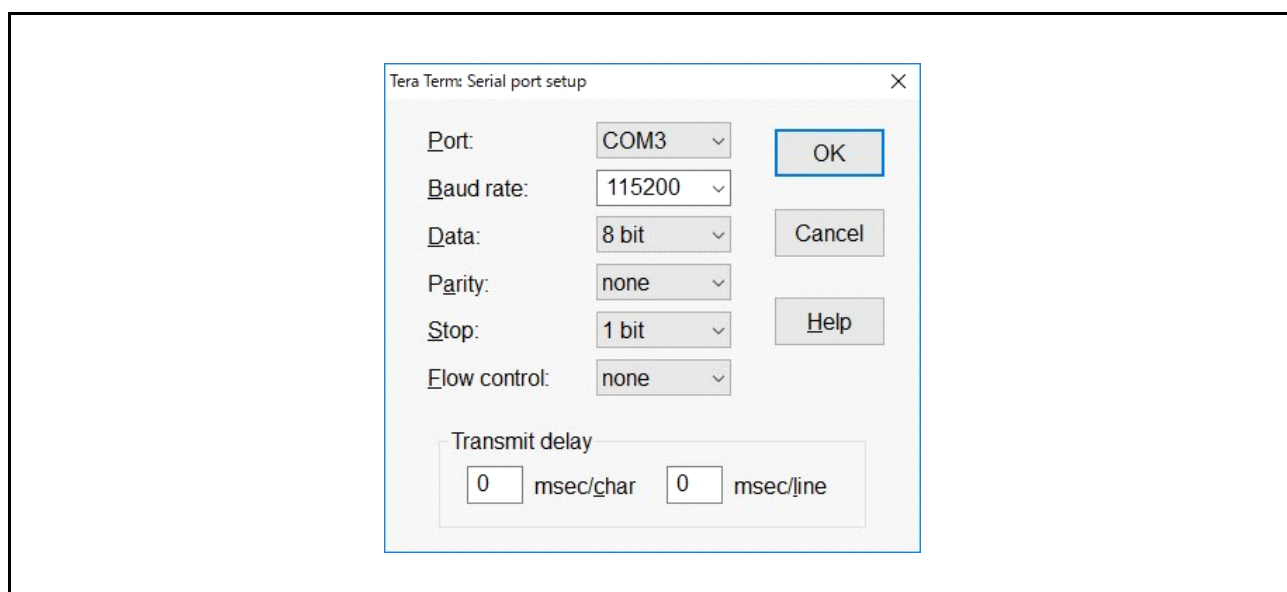 Tera Term: Serial port setup
Port: COM3 OK
Baud rate: 115200
Data: 8 bit Cancel
Parity: none
Stop: 1 bit Help
Flow control: none
Transmit delay
0 msec/char 0 msec/line